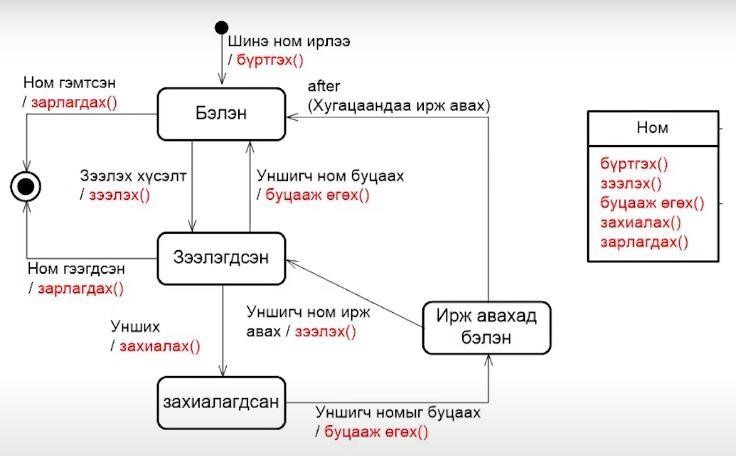 Шинэ ном ирлээ
/ бүртгэх()
Ном гэмтсэн
/ зарлагдах()
after
(Хугацаандаа ирж авах)
Бэлэн
Ном
бүртгэх()
зээлэх()
буцааж өгөх()
захиалах()
зарлагдах()
Зээлэх хүсэлт
/ зээлэх()
Уншигч ном буцаах
/ буцааж өгөх()
Зээлэгдсэн
Ном гээгдсэн
/ зарлагдах()
Унших
/ захиалах()
Уншигч ном ирж
авах / зээлэх()
Ирж авахад
бэлэн
захиалагдсан
Уншигч номыг буцаах
/ буцааж өгөх()